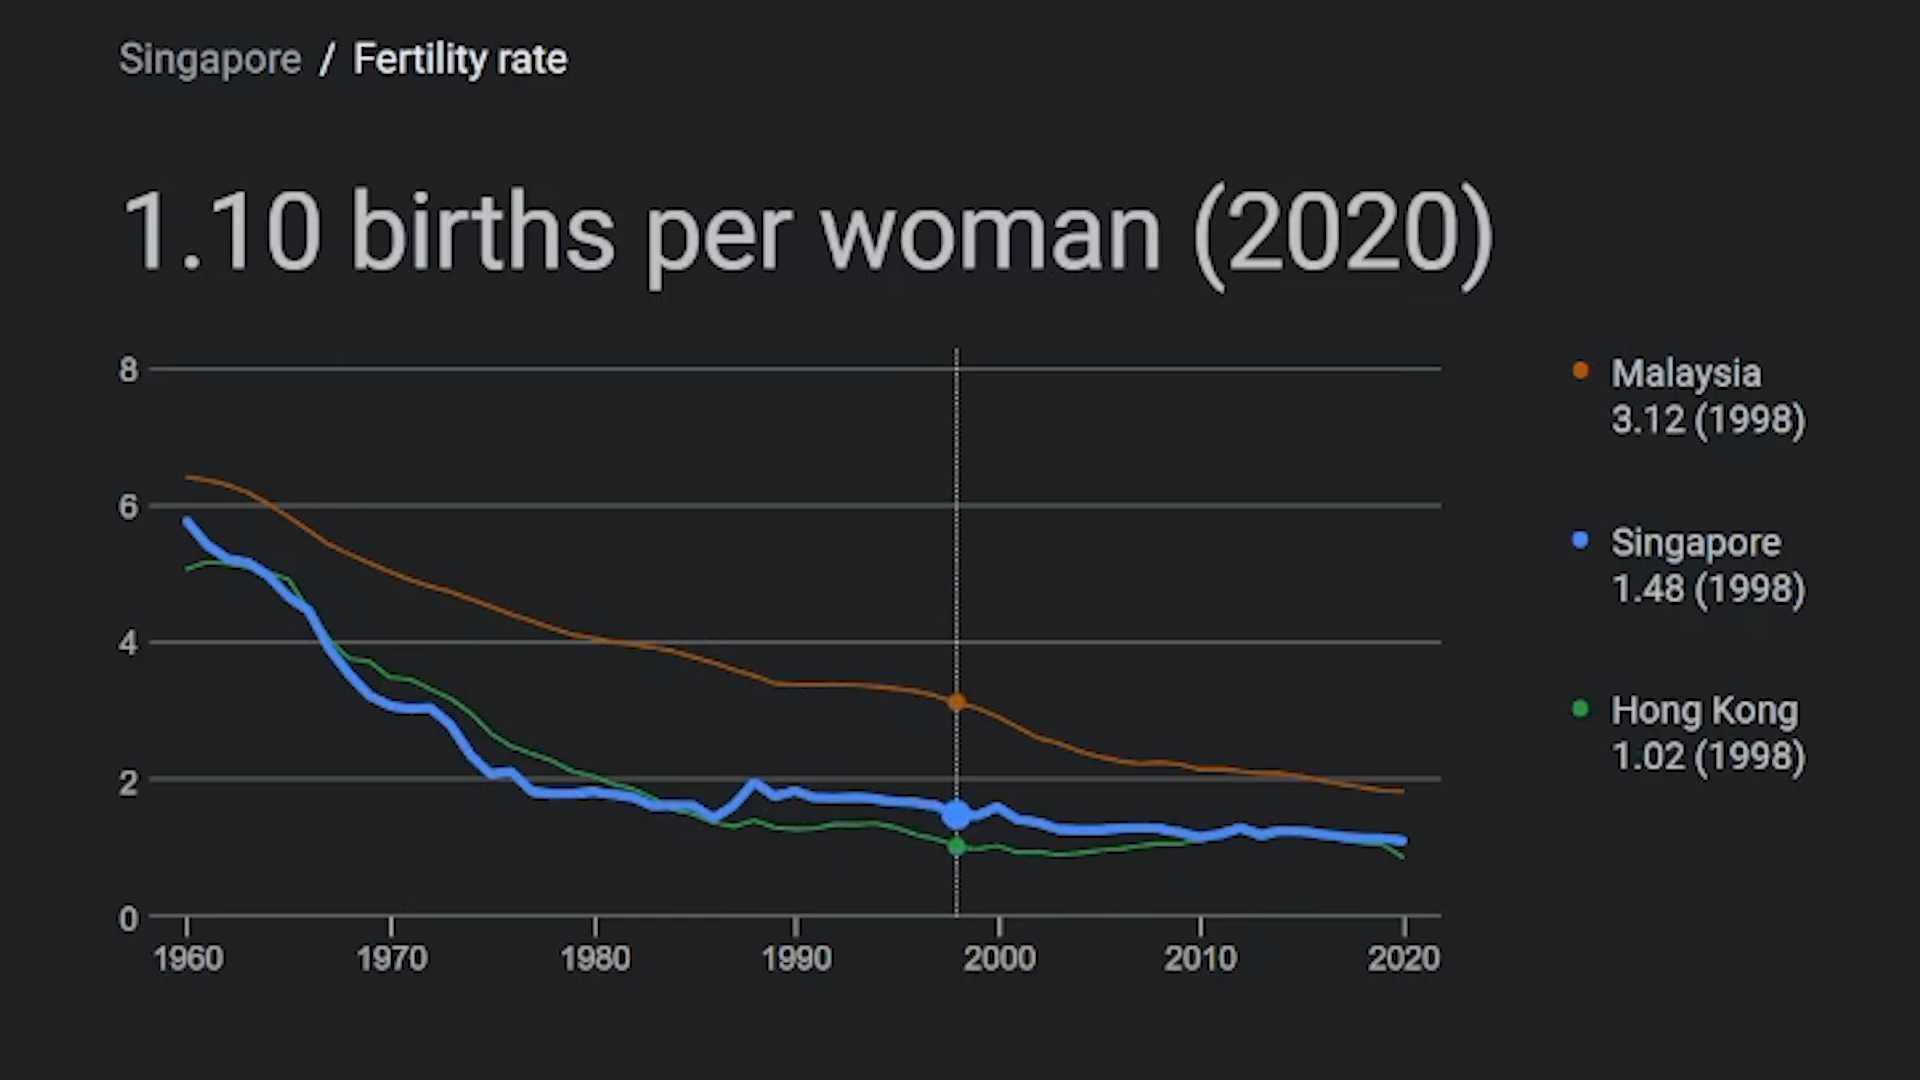 Singapore / Fertility rate
1.10 births per woman (2020)
8
6
4
2
0
1960 1970 1980 1990 2000 2010 2020
Malaysia
3.12 (1998)
Singapore
1.48 (1998)
Hong Kong
1.02 (1998)